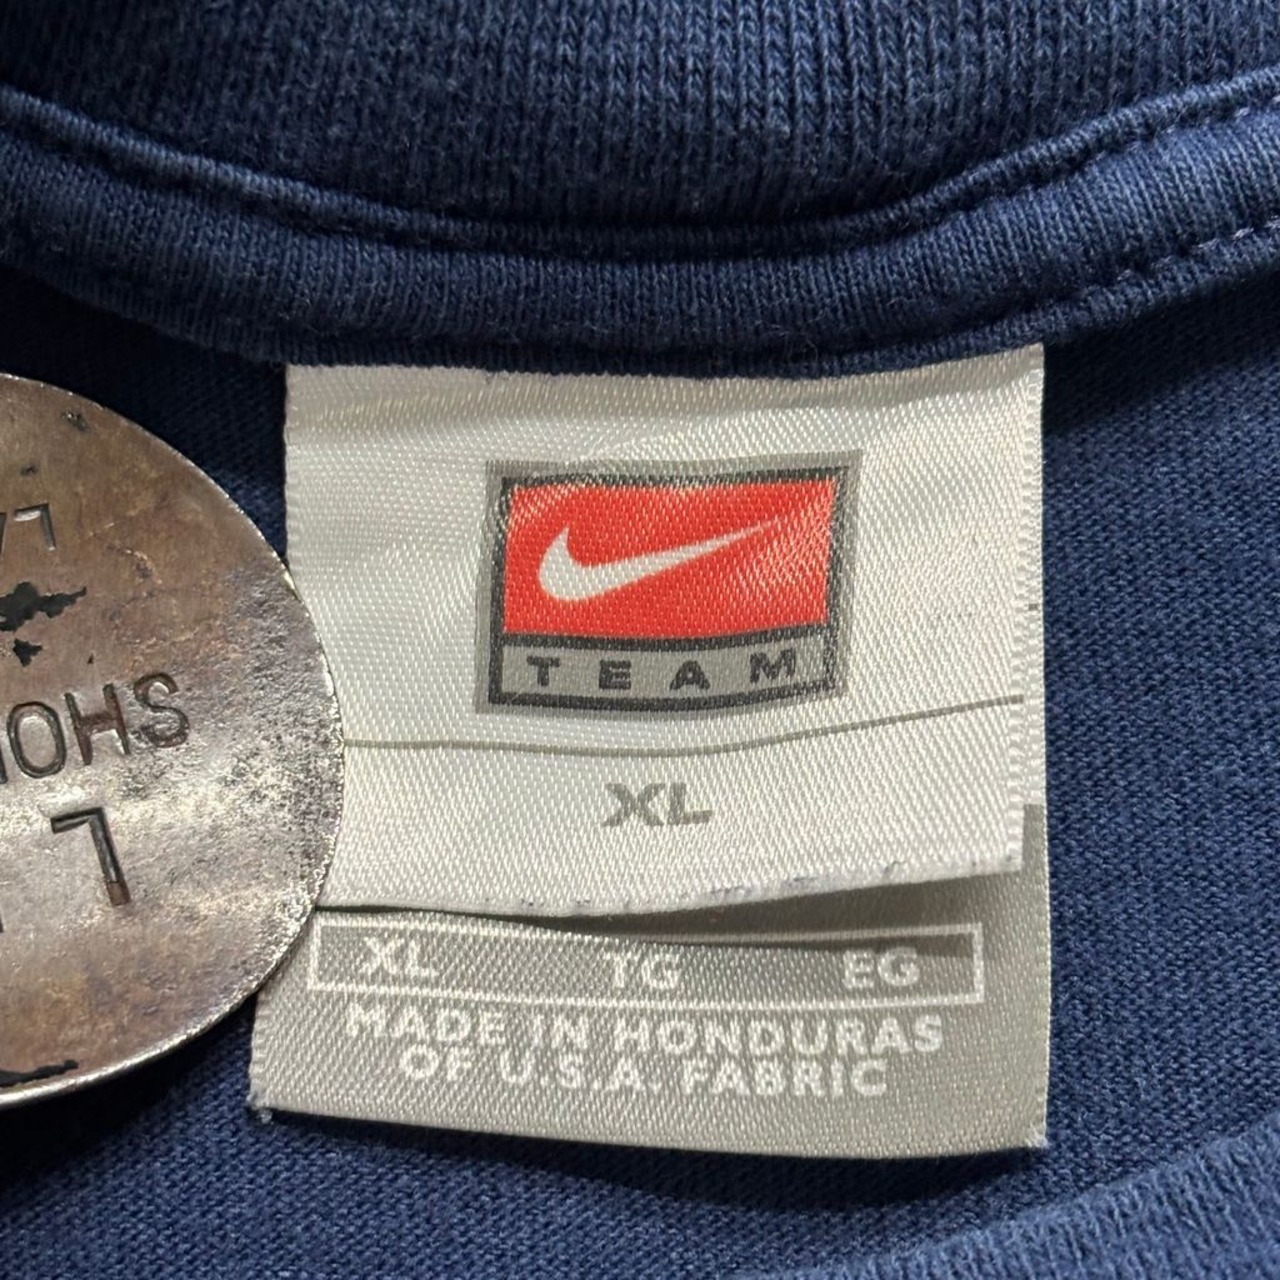 TEAM
XL
XL TG EG
MADE IN HONDURAS
OF U.S.A. FABRIC